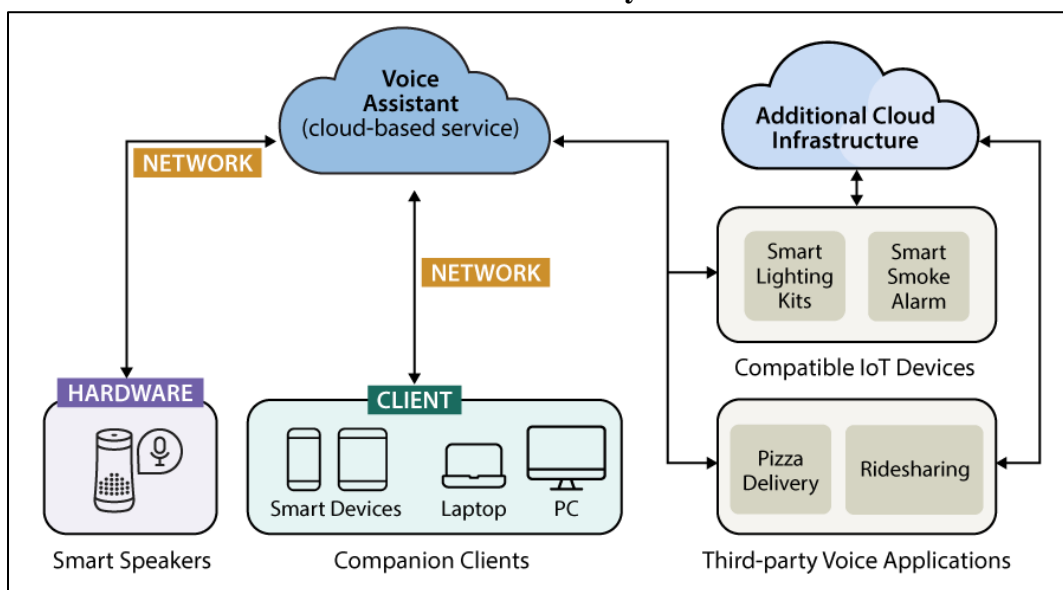 Voice
Assistant
(cloud-based service)
Additional Cloud
Infrastructure
NETWORK
NETWORK
Smart
Lighting
Kits
Smart
Smoke
Alarm
Compatible IoT Devices
HARDWARE
CLIENT
Smart Devices
Laptop
PC
Pizza
Delivery
Ridesharing
Smart Speakers
Companion Clients
Third-party Voice Applications